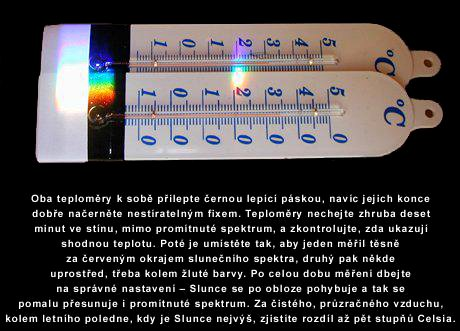 1 0 1 2 3 4 5 °C
1 0 1 2 3 4 5 °C
0 0 0 0 0 0 0
Oba teploměry k sobě přilepte černou lepicí páskou, navíc jejich konce
dobře načerněte nestíratelným fixem. Teploměry nechejte zhruba deset
minut ve stínu, mimo promítnuté spektrum, a zkontrolujte, zda ukazují
shodnou teplotu. Poté je umístěte tak, aby jeden měřil těsně
za červeným okrajem slunečního spektra, druhý pak někde
uprostřed, třeba kolem žluté barvy. Po celou dobu měření dbejte
na správné nastavení – Slunce se po obloze pohybuje a tak se
pomalu přesunuje i promítnuté spektrum. Za čistého, průzračného vzduchu,
kolem letního poledne, kdy je Slunce nejvýš, zjistíte rozdíl až pět stupňů Celsia.